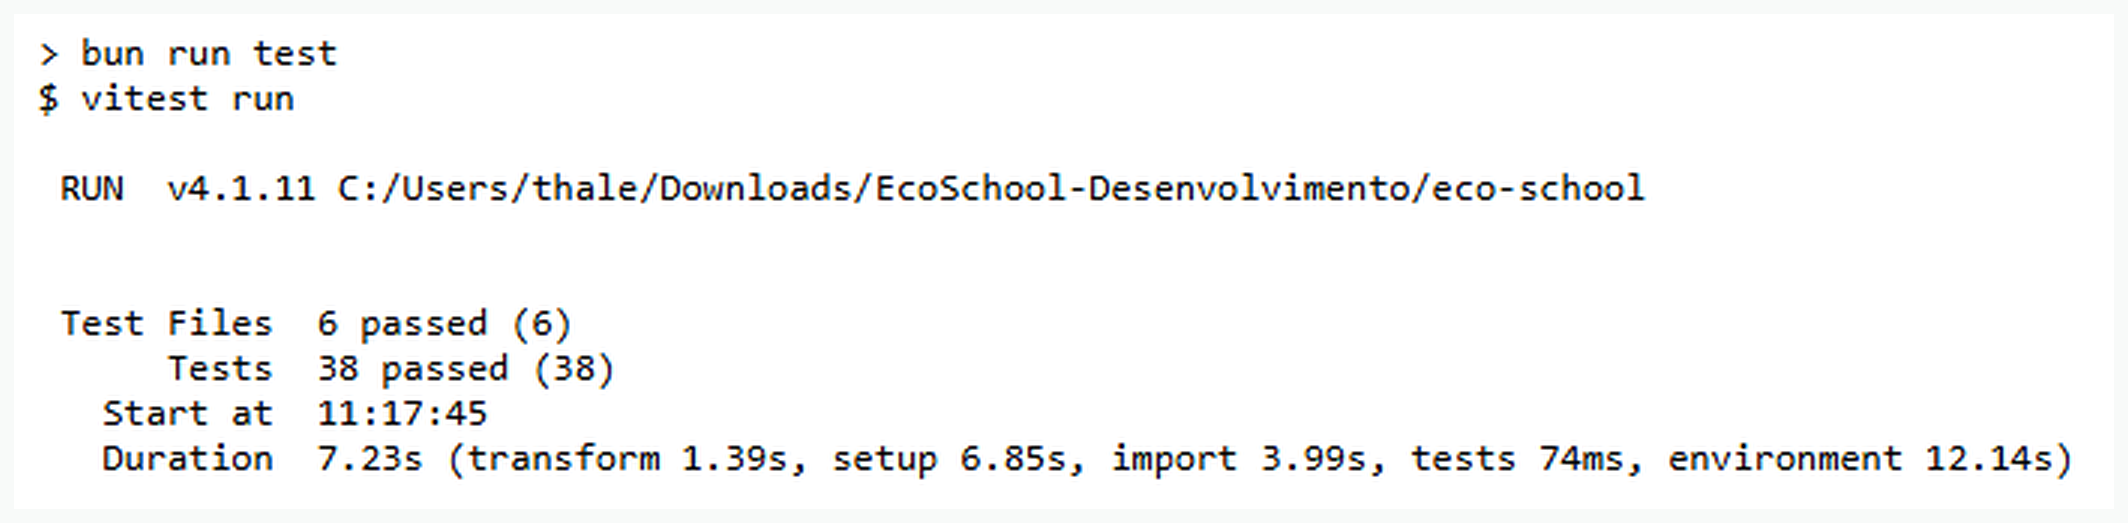 > bun run test
$ vitest run
RUN  v4.1.11 C:/Users/thale/Downloads/EcoSchool-Desenvolvimento/eco-school
Test Files  6 passed (6)
Tests  38 passed (38)
Start at  11:17:45
Duration  7.23s (transform 1.39s, setup 6.85s, import 3.99s, tests 74ms, environment 12.14s)